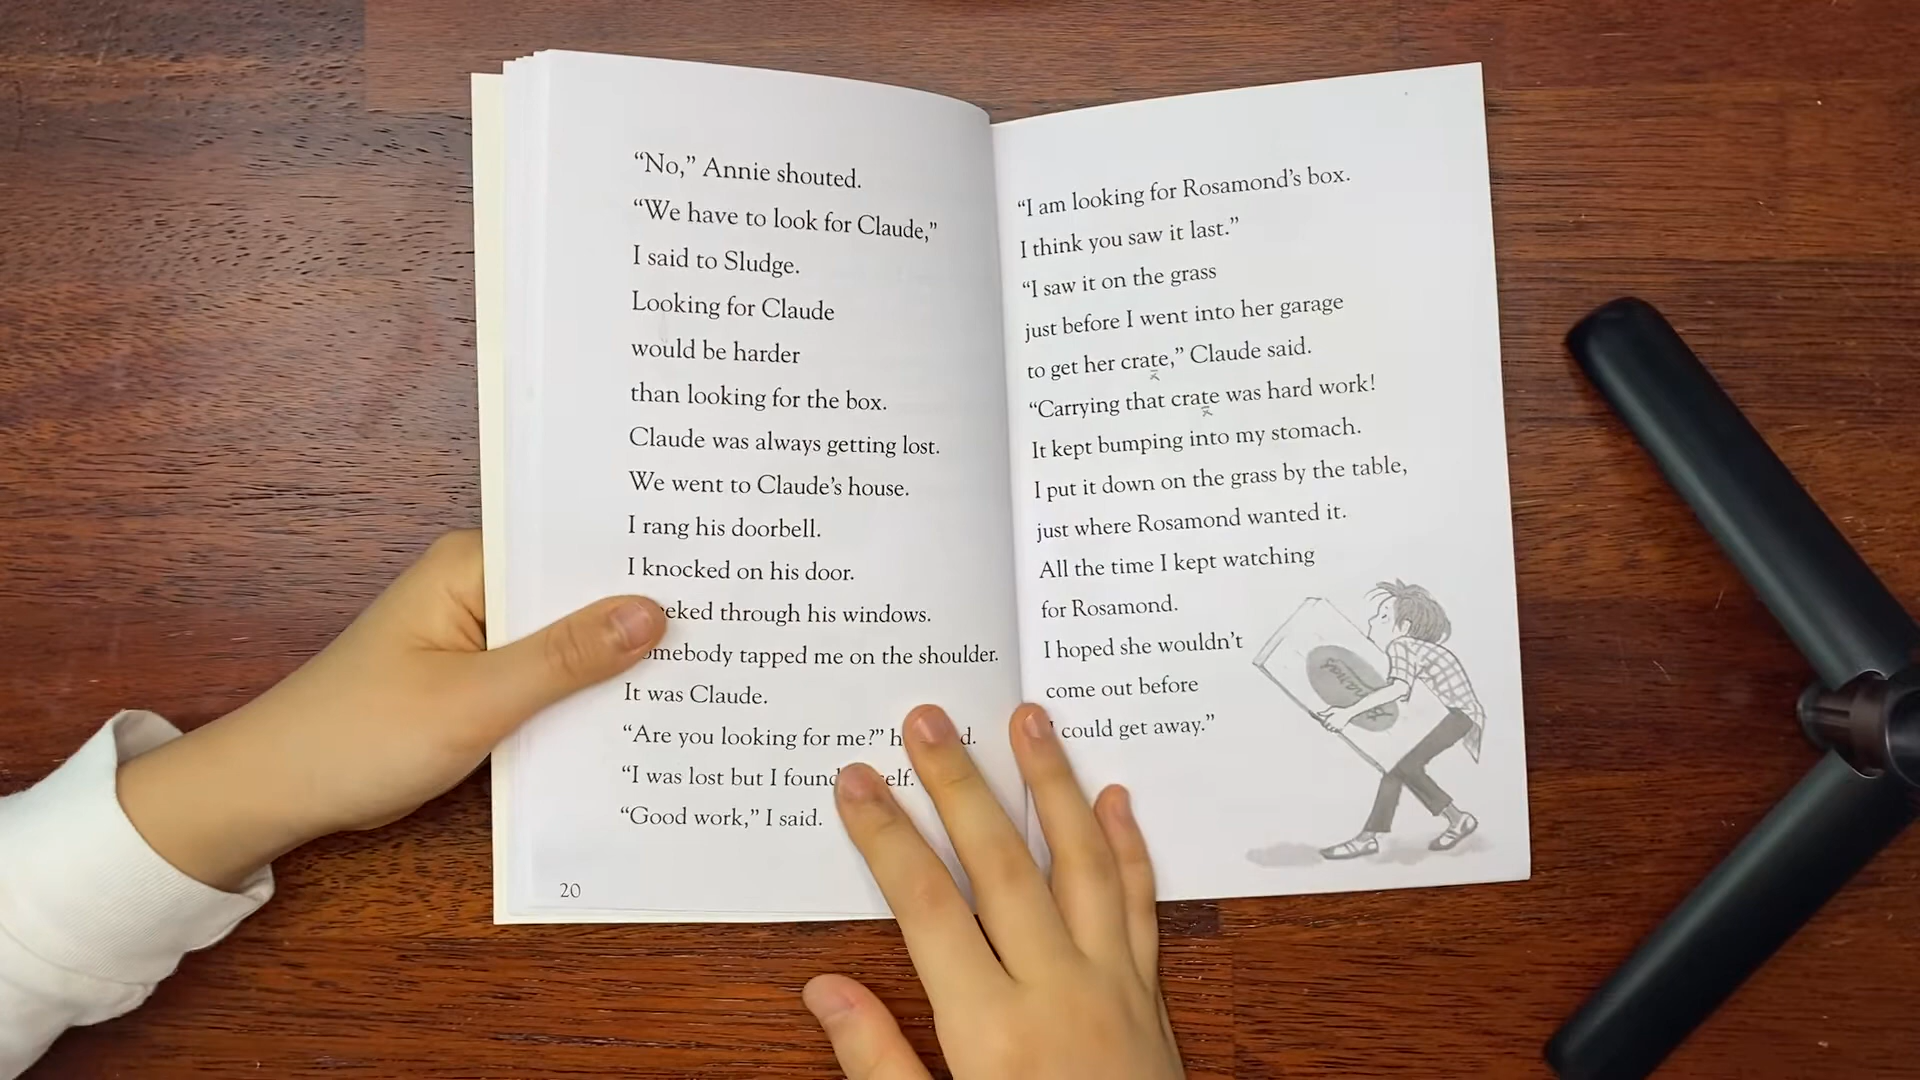 “No,” Annie shouted.
“We have to look for Claude,”
I said to Sludge.
Looking for Claude
would be harder
than looking for the box.
Claude was always getting lost.
We went to Claude’s house.
I rang his doorbell.
I knocked on his door.
through his windows.
tapped me on the shoulder.
It was Claude.
“Are you looking for me?”
“I was lost but I found
“Good work,” I said.
20
“I am looking for Rosamond’s box.
I think you saw it last.”
“I saw it on the grass
just before I went into her garage
to get her crate,” Claude said.
“Carrying that crate was hard work!
It kept bumping into my stomach.
I put it down on the grass by the table,
just where Rosamond wanted it.
All the time I kept watching
for Rosamond.
I hoped she wouldn’t
come out before
could get away.”